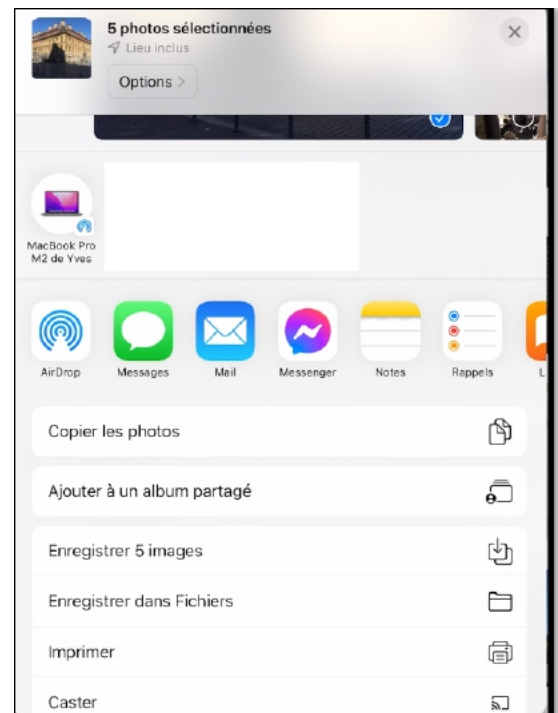 5 photos sélectionnées
Lieu inclus
Options >
MacBook Pro
M2 de Yves
AirDrop
Messages
Mail
Messenger
Notes
Rappels
L
Copier les photos
Ajouter à un album partagé
Enregistrer 5 images
Enregistrer dans Fichiers
Imprimer
Caster